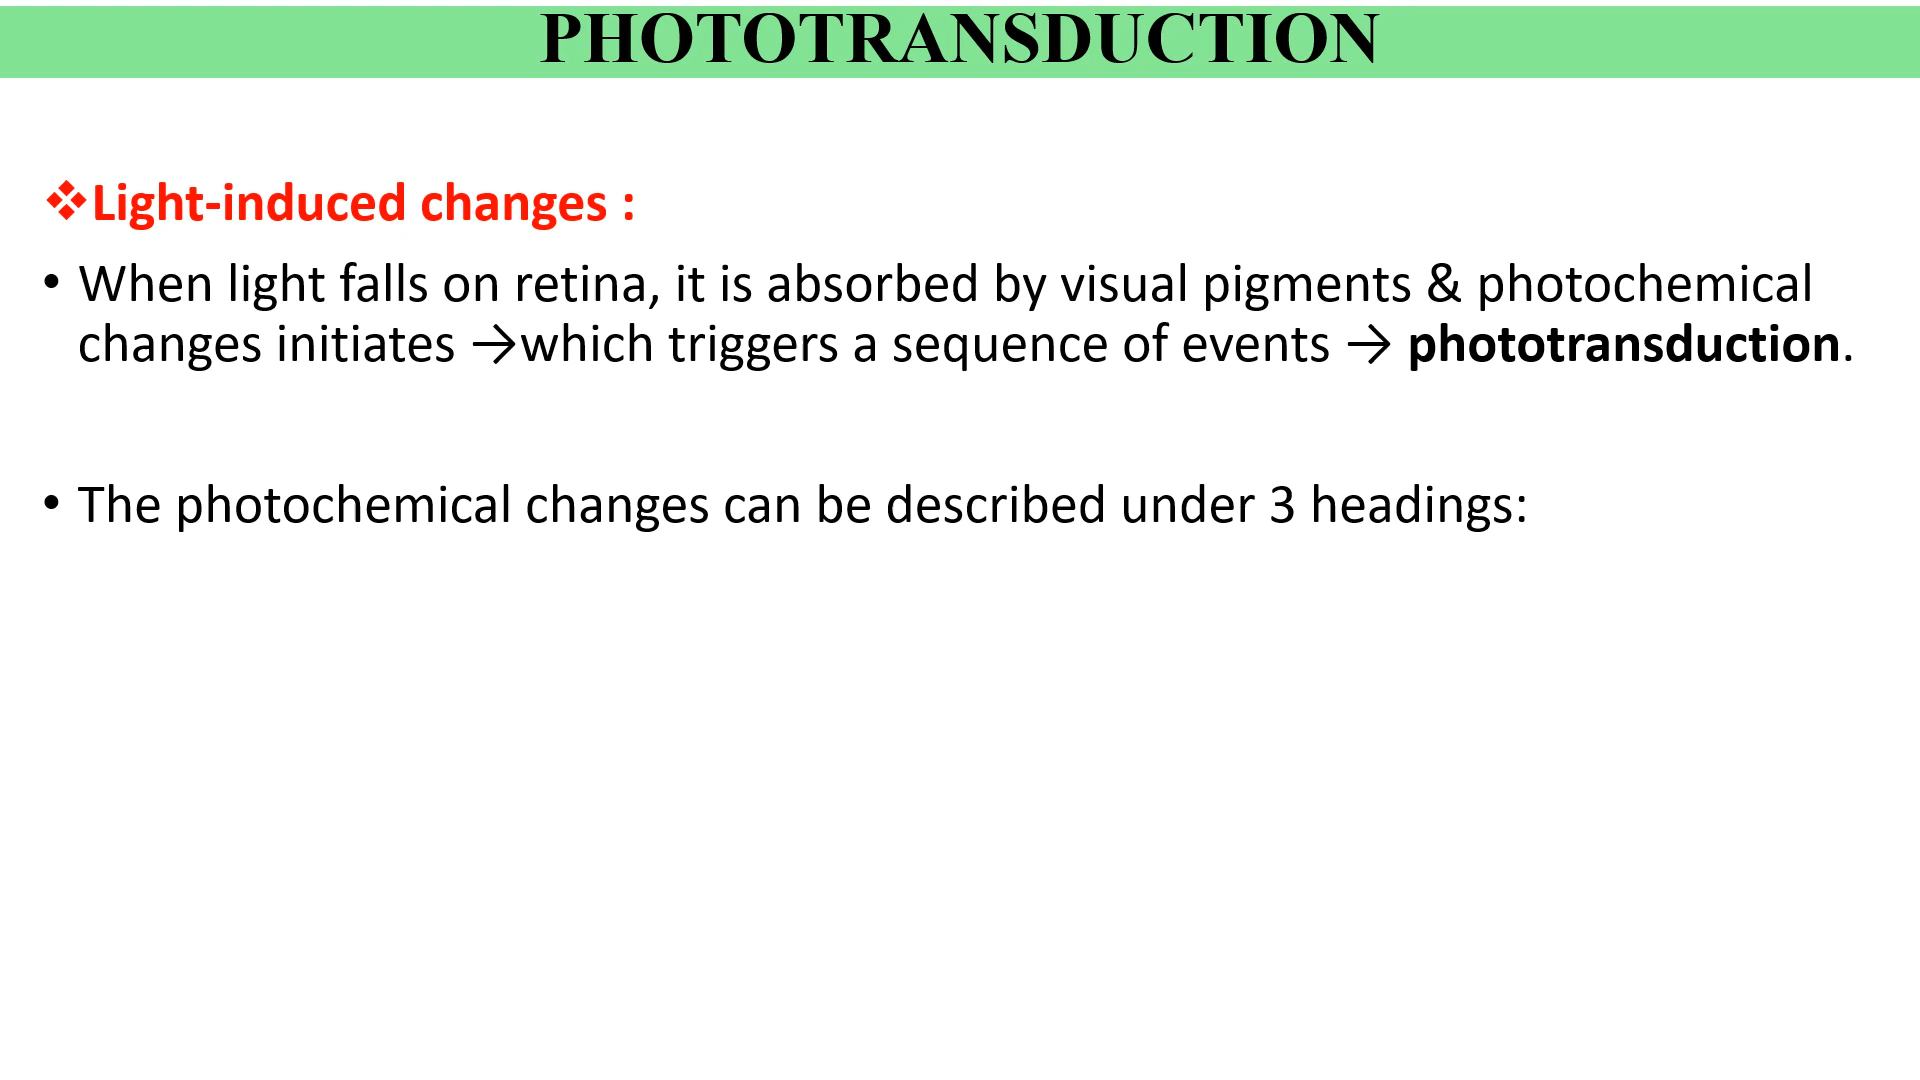 PHOTOTRANSDUCTION
❖Light-induced changes :
• When light falls on retina, it is absorbed by visual pigments & photochemical
changes initiates →which triggers a sequence of events → phototransduction.
• The photochemical changes can be described under 3 headings: